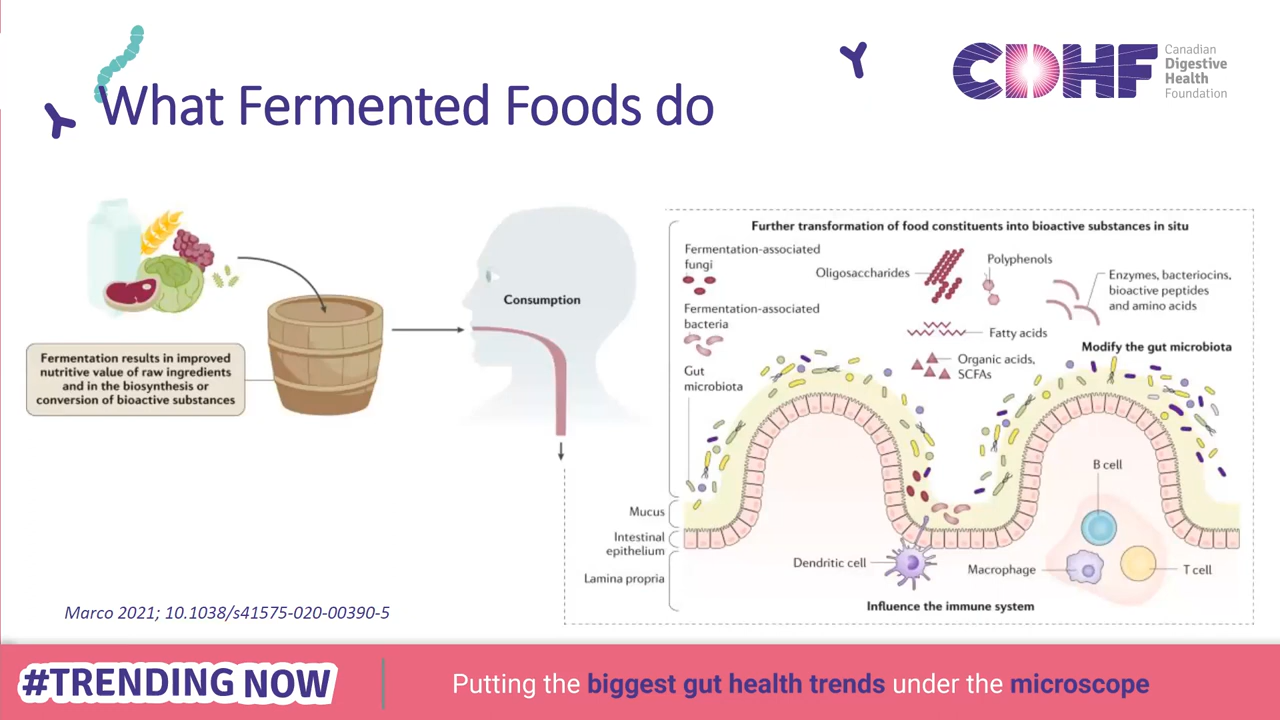 What Fermented Foods do
CDHF
Canadian
Digestive
Health
Foundation
Fermentation results in improved
nutritive value of raw ingredients
and in the biosynthesis or
conversion of bioactive substances
Consumption
Further transformation of food constituents into bioactive substances in situ
Fermentation-associated
fungi
Oligosaccharides
Polyphenols
Enzymes, bacteriocins,
bioactive peptides
and amino acids
Fermentation-associated
bacteria
Fatty acids
Modify the gut microbiota
Organic acids,
SCFAs
Gut
microbiota
B cell
Mucus
Intestinal
epithelium
Dendritic cell
Macrophage
T cell
Lamina propria
Influence the immune system
Marco 2021; 10.1038/s41575-020-00390-5
#TRENDING NOW
Putting the biggest gut health trends under the microscope